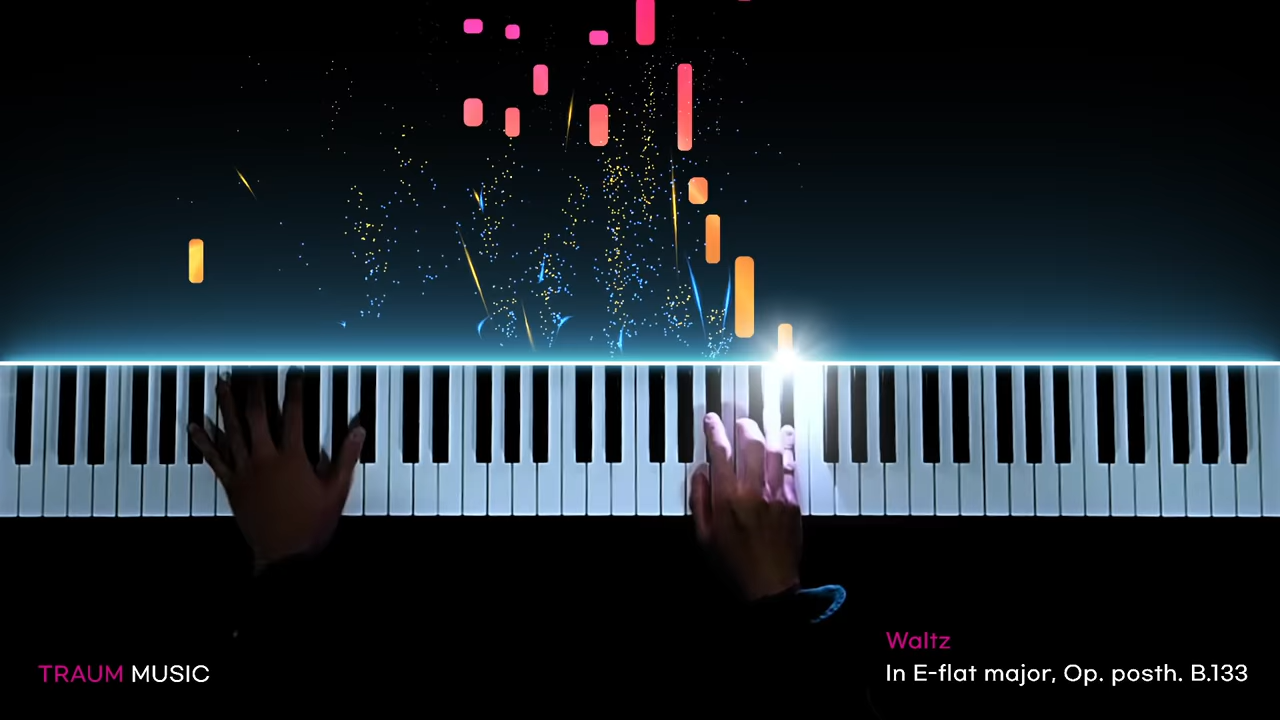 TRAUM MUSIC
Waltz
In E-flat major, Op. posth. B.133